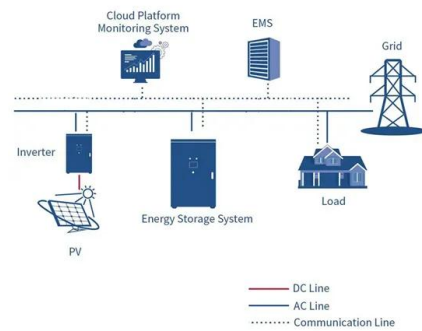 Cloud Platform
Monitoring System
EMS
Grid
Inverter
Energy Storage System
Load
PV
DC Line
AC Line
Communication Line